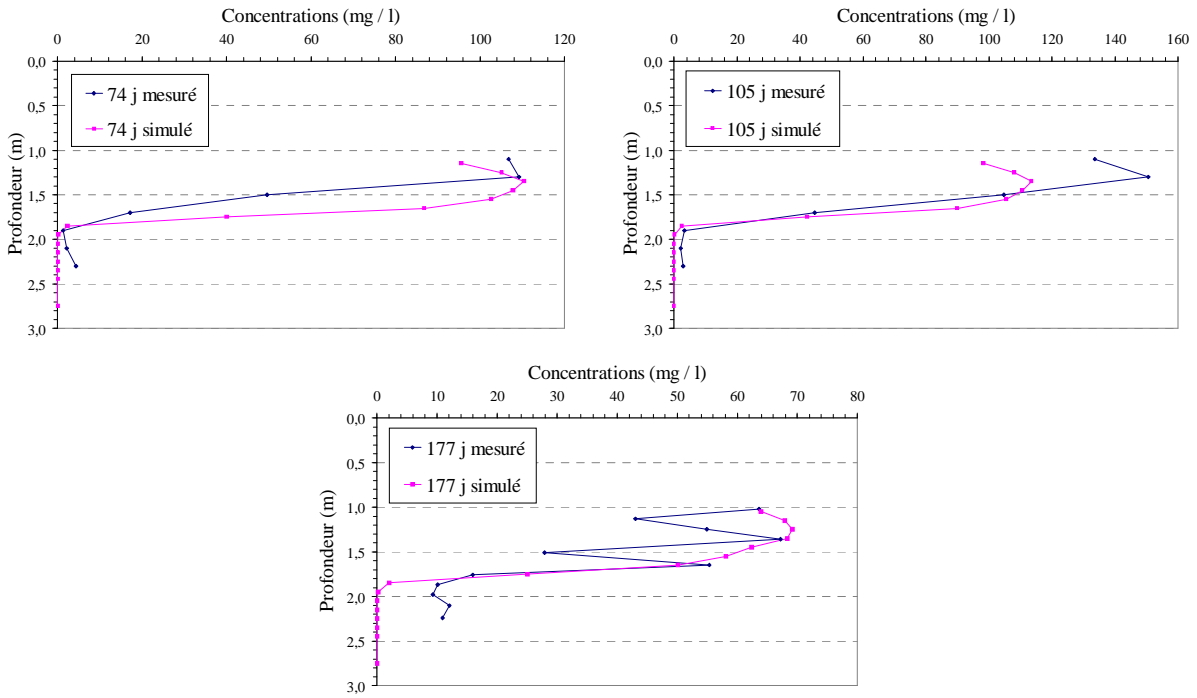 Concentrations (mg / l)
0 20 40 60 80 100 120
0,0
0,5
1,0
1,5
2,0
2,5
3,0
Profondeur (m)
74 j mesuré
74 j simulé
Concentrations (mg / l)
0 20 40 60 80 100 120 140 160
0,0
0,5
1,0
1,5
2,0
2,5
3,0
Profondeur (m)
105 j mesuré
105 j simulé
Concentrations (mg / l)
0 10 20 30 40 50 60 70 80
0,0
0,5
1,0
1,5
2,0
2,5
3,0
Profondeur (m)
177 j mesuré
177 j simulé